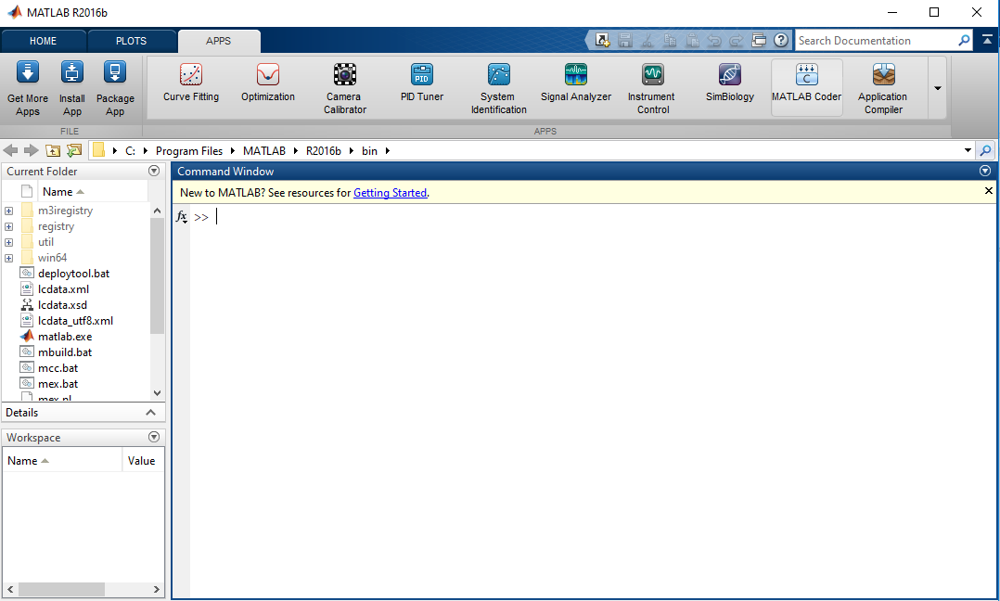 MATLAB R2016b
HOME PLOTS APPS
Search Documentation
Get More Apps
Install App
Package App
Curve Fitting
Optimization
Camera Calibrator
PID
PID Tuner
System Identification
Signal Analyzer
Instrument Control
SimBiology
C
MATLAB Coder
Application Compiler
FILE APPS
C: Program Files MATLAB R2016b bin
Current Folder
Name
m3iregistry
registry
util
win64
deploytool.bat
lcdata.xml
lcdata.xsd
lcdata_utf8.xml
matlab.exe
mbuild.bat
mcc.bat
mex.bat
mex.pl
Details
Workspace
Name Value
Command Window
New to MATLAB? See resources for Getting Started.
fx >>